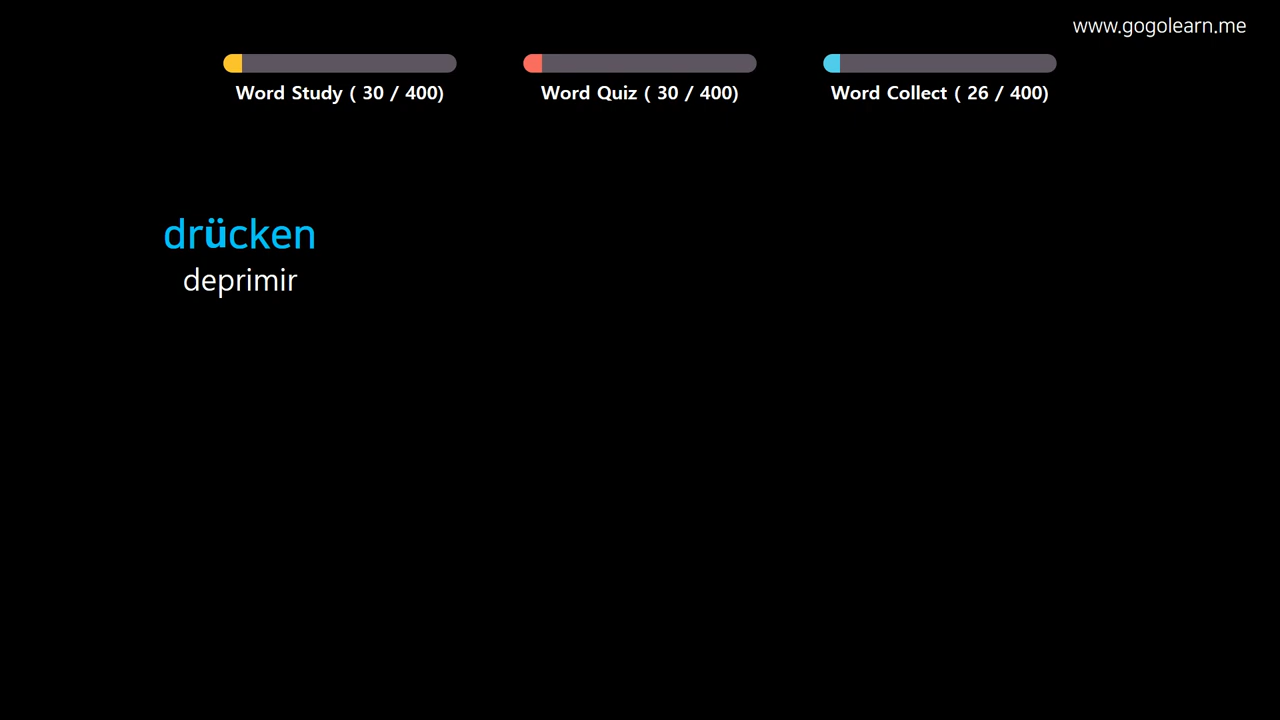 www.gogolearn.me
Word Study ( 30 / 400)
Word Quiz ( 30 / 400)
Word Collect ( 26 / 400)
drücken
deprimir